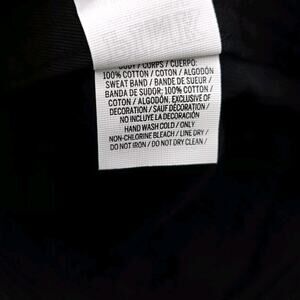 BODY / CORPS / CUERPO:
100% COTTON / COTON / ALGODÓN
SWEAT BAND / BANDE DE SUEUR /
BANDA DE SUDOR: 100% COTTON
/ COTON / ALGODÓN, EXCLUSIVE OF
DECORATION / SAUF DÉCORATION /
NO INCLUYE LA DECORACIÓN
HAND WASH COLD / ONLY
NON-CHLORINE BLEACH / LINE DRY /
DO NOT IRON / DO NOT DRY CLEAN /